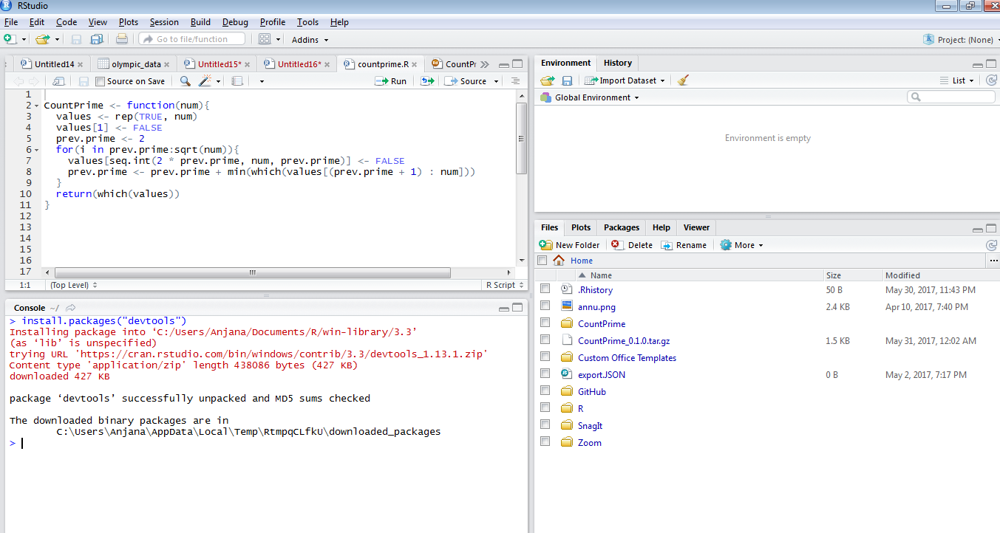 RStudio
File Edit Code View Plots Session Build Debug Profile Tools Help
Go to file/function Addins Project: (None)
Untitled14 olympic_data Untitled15* Untitled16* countprime.R CountPr
Source on Save Run Source
1
2 CountPrime <- function(num){
3 values <- rep(TRUE, num)
4 values[1] <- FALSE
5 prev.prime <- 2
6 for(i in prev.prime:sqrt(num)){
7 values[seq.int(2 * prev.prime, num, prev.prime)] <- FALSE
8 prev.prime <- prev.prime + min(which(values[(prev.prime + 1) : num]))
9 }
10 return(which(values))
11 }
12
13
14
15
16
17
1:1 (Top Level) R Script
Console ~/
> install.packages("devtools")
Installing package into ‘C:/Users/Anjana/Documents/R/win-library/3.3’
(as ‘lib’ is unspecified)
trying URL 'https://cran.rstudio.com/bin/windows/contrib/3.3/devtools_1.13.1.zip'
Content type 'application/zip' length 438086 bytes (427 KB)
downloaded 427 KB
package ‘devtools’ successfully unpacked and MD5 sums checked
The downloaded binary packages are in
C:\Users\Anjana\AppData\Local\Temp\RtmpqCLfkU\downloaded_packages
>
Environment History
Import Dataset List
Global Environment
Environment is empty
Files Plots Packages Help Viewer
New Folder Delete Rename More
Home ...
Name Size Modified
.Rhistory 50 B May 30, 2017, 11:43 PM
annu.png 2.4 KB Apr 10, 2017, 7:40 PM
CountPrime
CountPrime_0.1.0.tar.gz 1.5 KB May 31, 2017, 12:02 AM
Custom Office Templates
export.JSON 0 B May 2, 2017, 7:17 PM
GitHub
R
SnagIt
Zoom